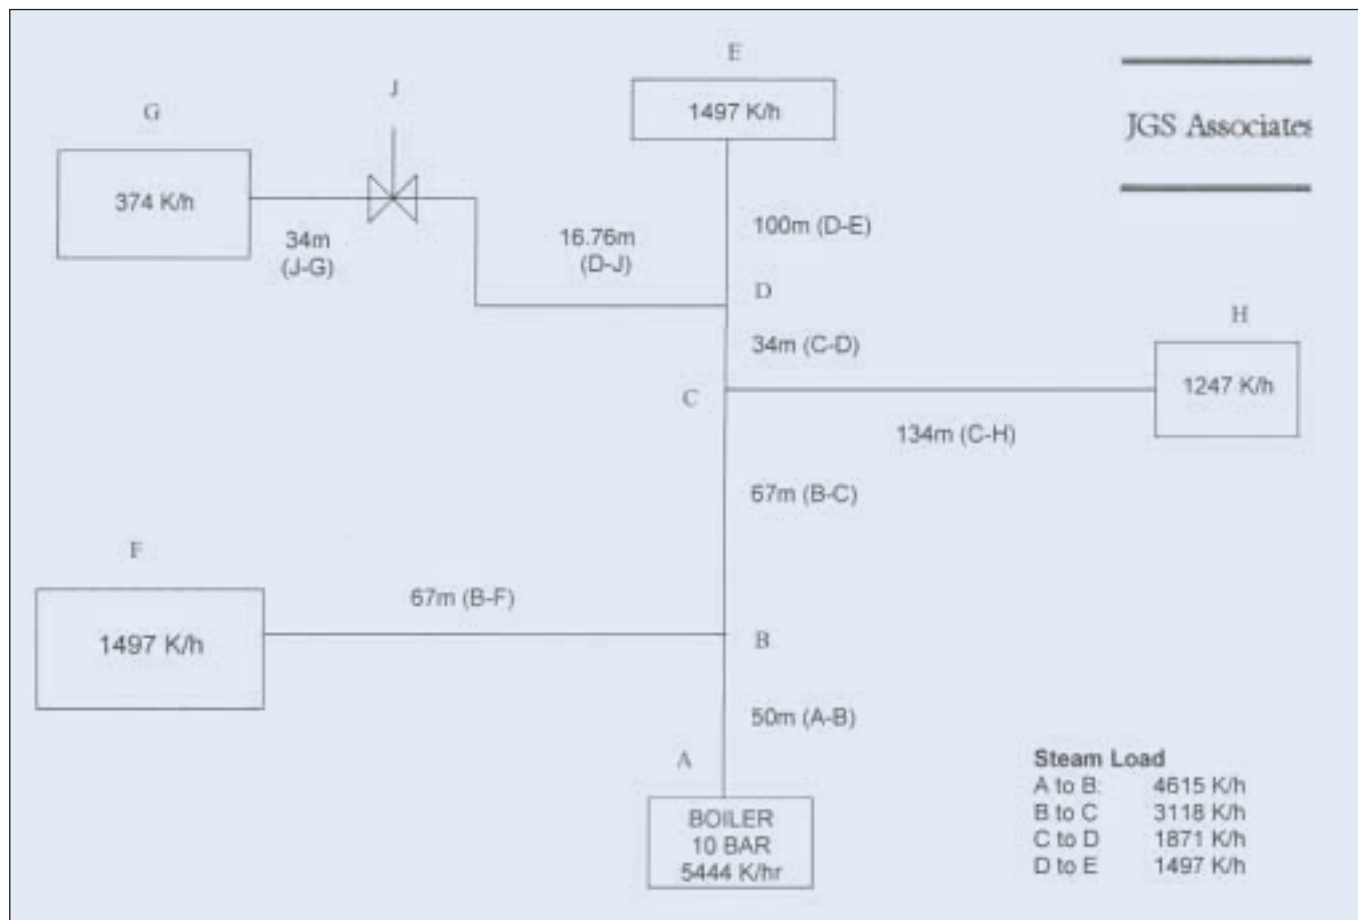 E
1497 K/h
JGS Associates
J
G
374 K/h
34m
(J-G)
16.76m
(D-J)
100m (D-E)
D
34m (C-D)
H
1247 K/h
C
134m (C-H)
67m (B-C)
F
1497 K/h
67m (B-F)
B
50m (A-B)
A
BOILER
10 BAR
5444 K/hr
Steam Load
A to B: 4615 K/h
B to C 3118 K/h
C to D 1871 K/h
D to E 1497 K/h